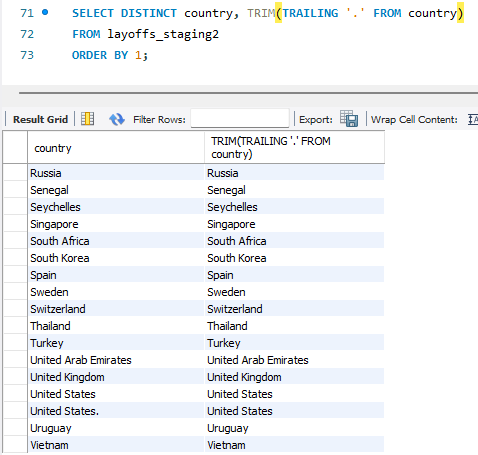 71 SELECT DISTINCT country, TRIM(TRAILING '.' FROM country)
72 FROM layoffs_staging2
73 ORDER BY 1;
Result Grid Filter Rows: Export: Wrap Cell Content:
country TRIM(TRAILING '.' FROM
country)
Russia Russia
Senegal Senegal
Seychelles Seychelles
Singapore Singapore
South Africa South Africa
South Korea South Korea
Spain Spain
Sweden Sweden
Switzerland Switzerland
Thailand Thailand
Turkey Turkey
United Arab Emirates United Arab Emirates
United Kingdom United Kingdom
United States United States
United States. United States
Uruguay Uruguay
Vietnam Vietnam